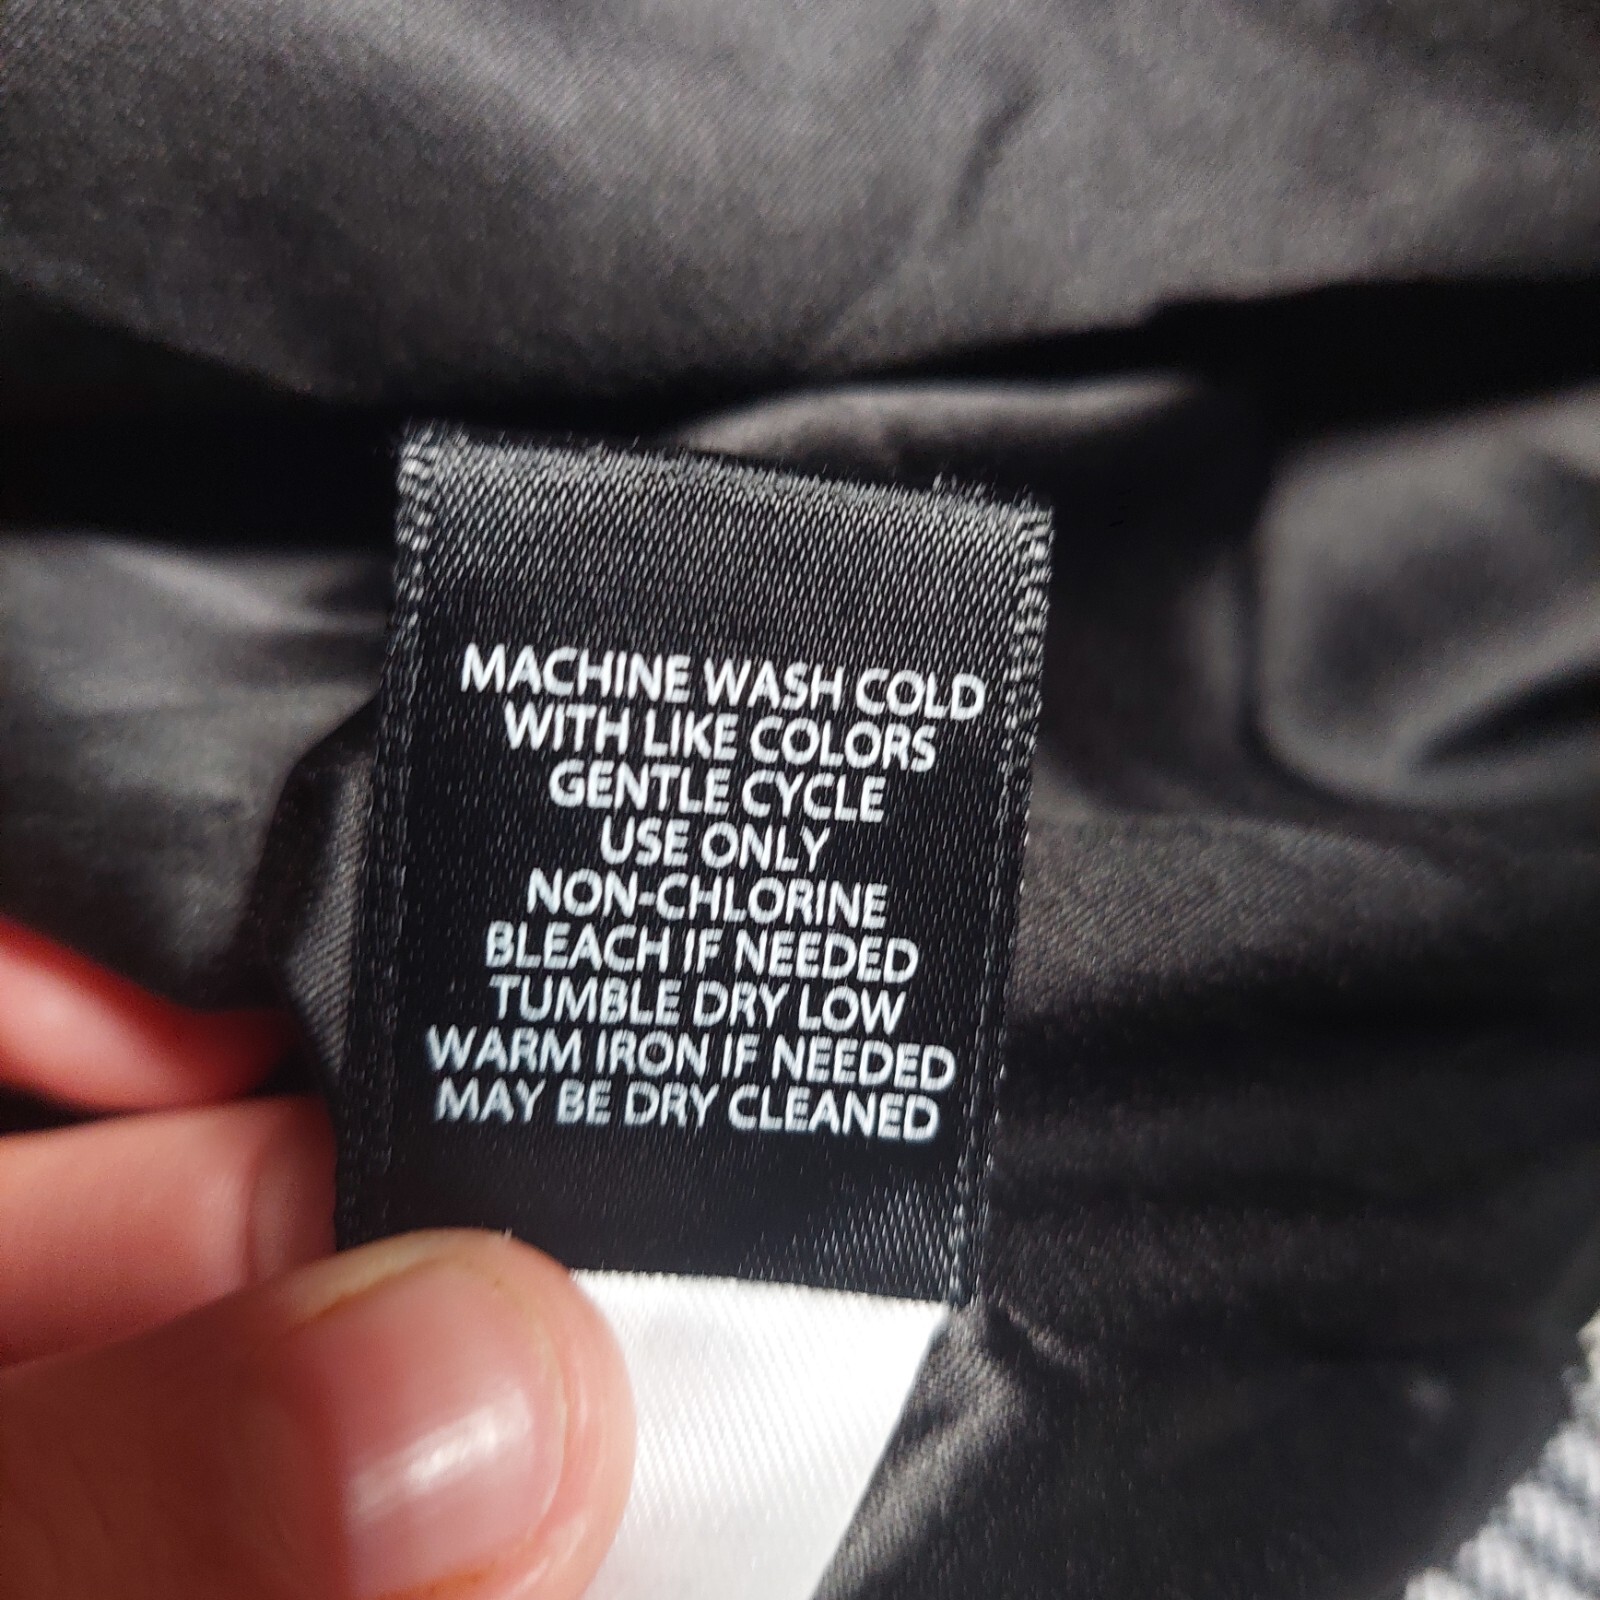 MACHINE WASH COLD
WITH LIKE COLORS
GENTLE CYCLE
USE ONLY
NON-CHLORINE
BLEACH IF NEEDED
TUMBLE DRY LOW
WARM IRON IF NEEDED
MAY BE DRY CLEANED